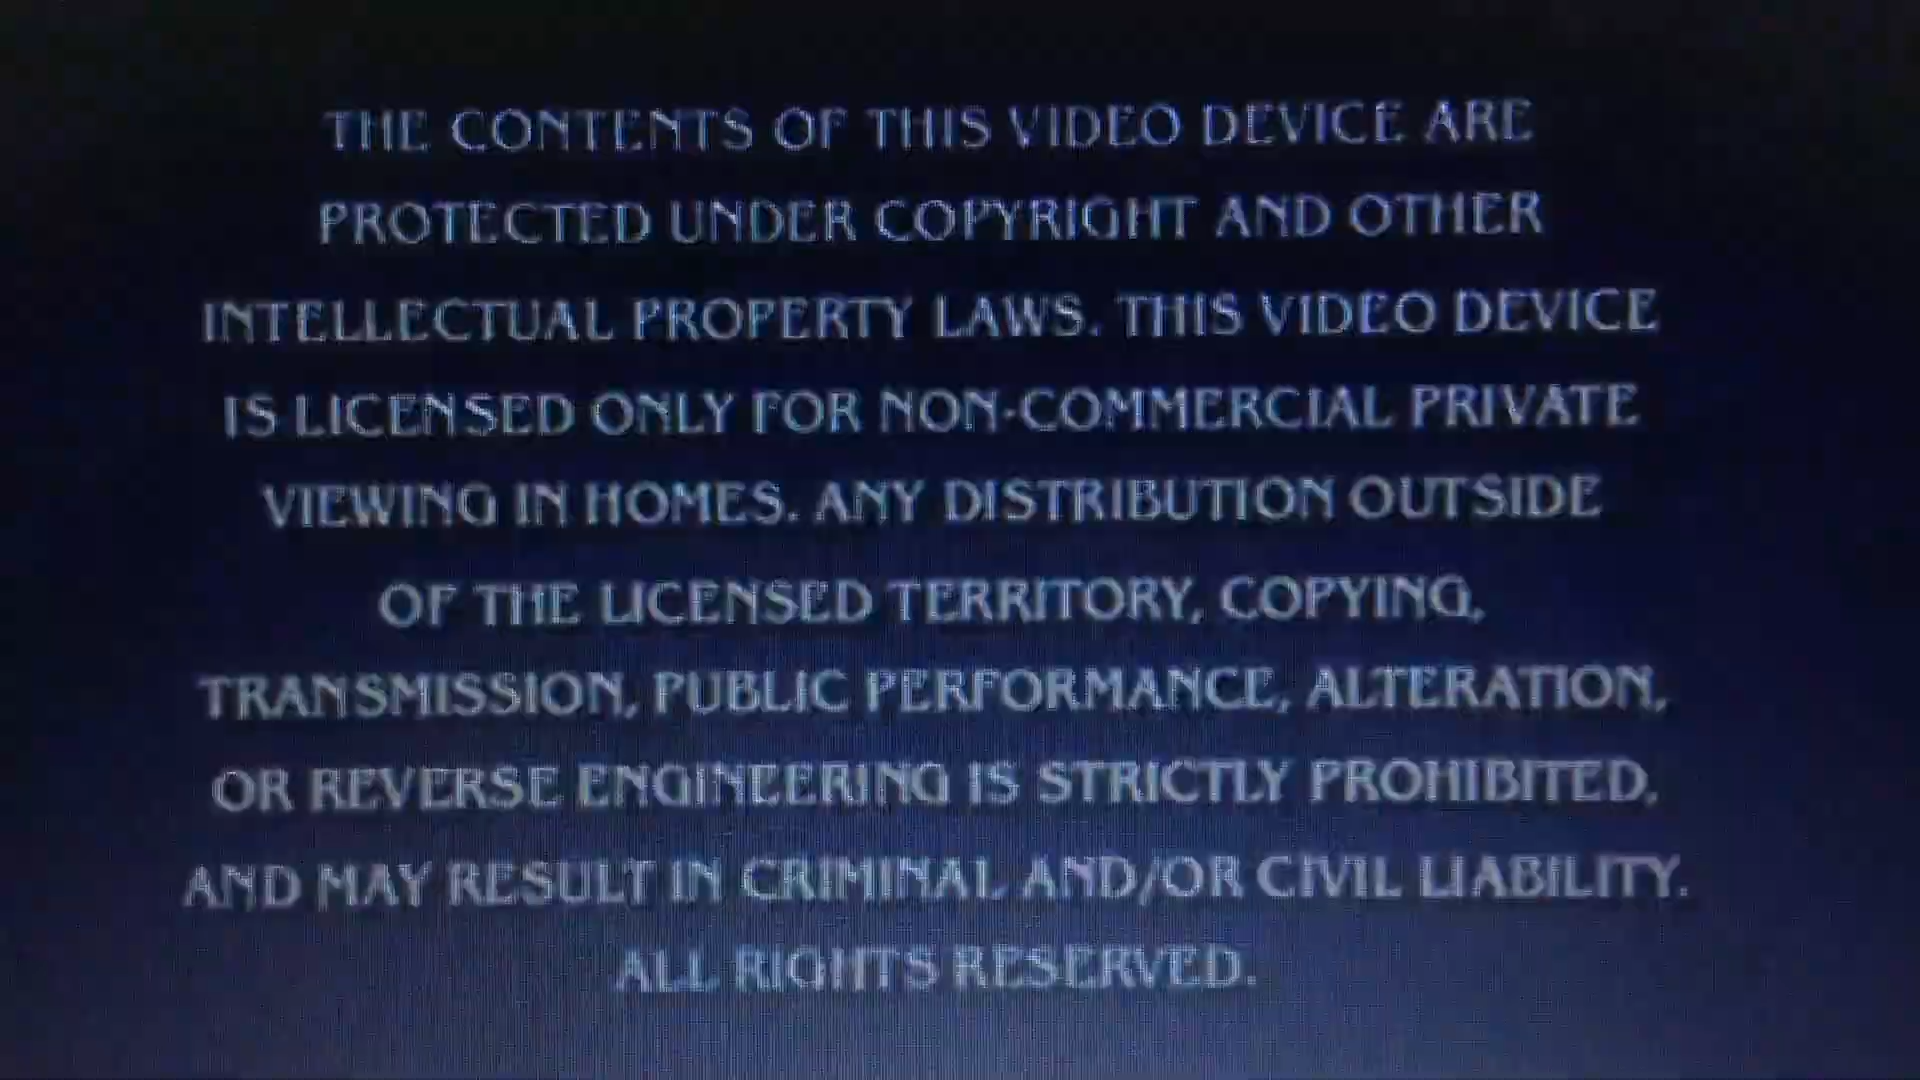 THE CONTENTS OF THIS VIDEO DEVICE ARE
PROTECTED UNDER COPYRIGHT AND OTHER
INTELLECTUAL PROPERTY LAWS. THIS VIDEO DEVICE
IS LICENSED ONLY FOR NON-COMMERCIAL PRIVATE
VIEWING IN HOMES. ANY DISTRIBUTION OUTSIDE
OF THE LICENSED TERRITORY, COPYING,
TRANSMISSION, PUBLIC PERFORMANCE, ALTERATION,
OR REVERSE ENGINEERING IS STRICTLY PROHIBITED,
AND MAY RESULT IN CRIMINAL AND/OR CIVIL LIABILITY.
ALL RIGHTS RESERVED.